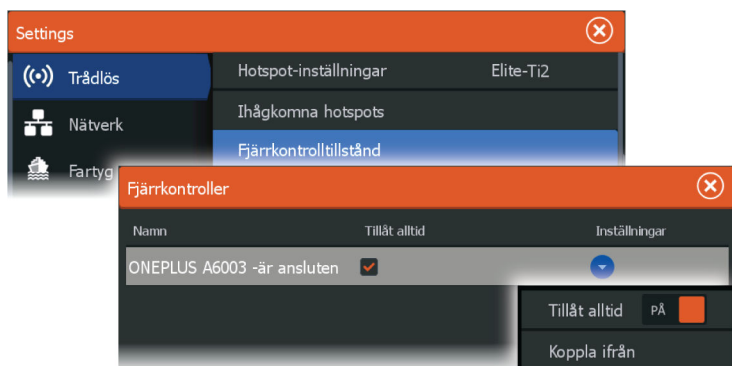 Settings
Trådlös
Hotspot-inställningar Elite-Ti2
Nätverk
Ihågkomna hotspots
Fjärrkontrolltillstånd
Fartyg
Fjärrkontroller
Namn Tillåt alltid Inställningar
ONEPLUS A6003 -är ansluten
Tillåt alltid PÅ
Koppla ifrån